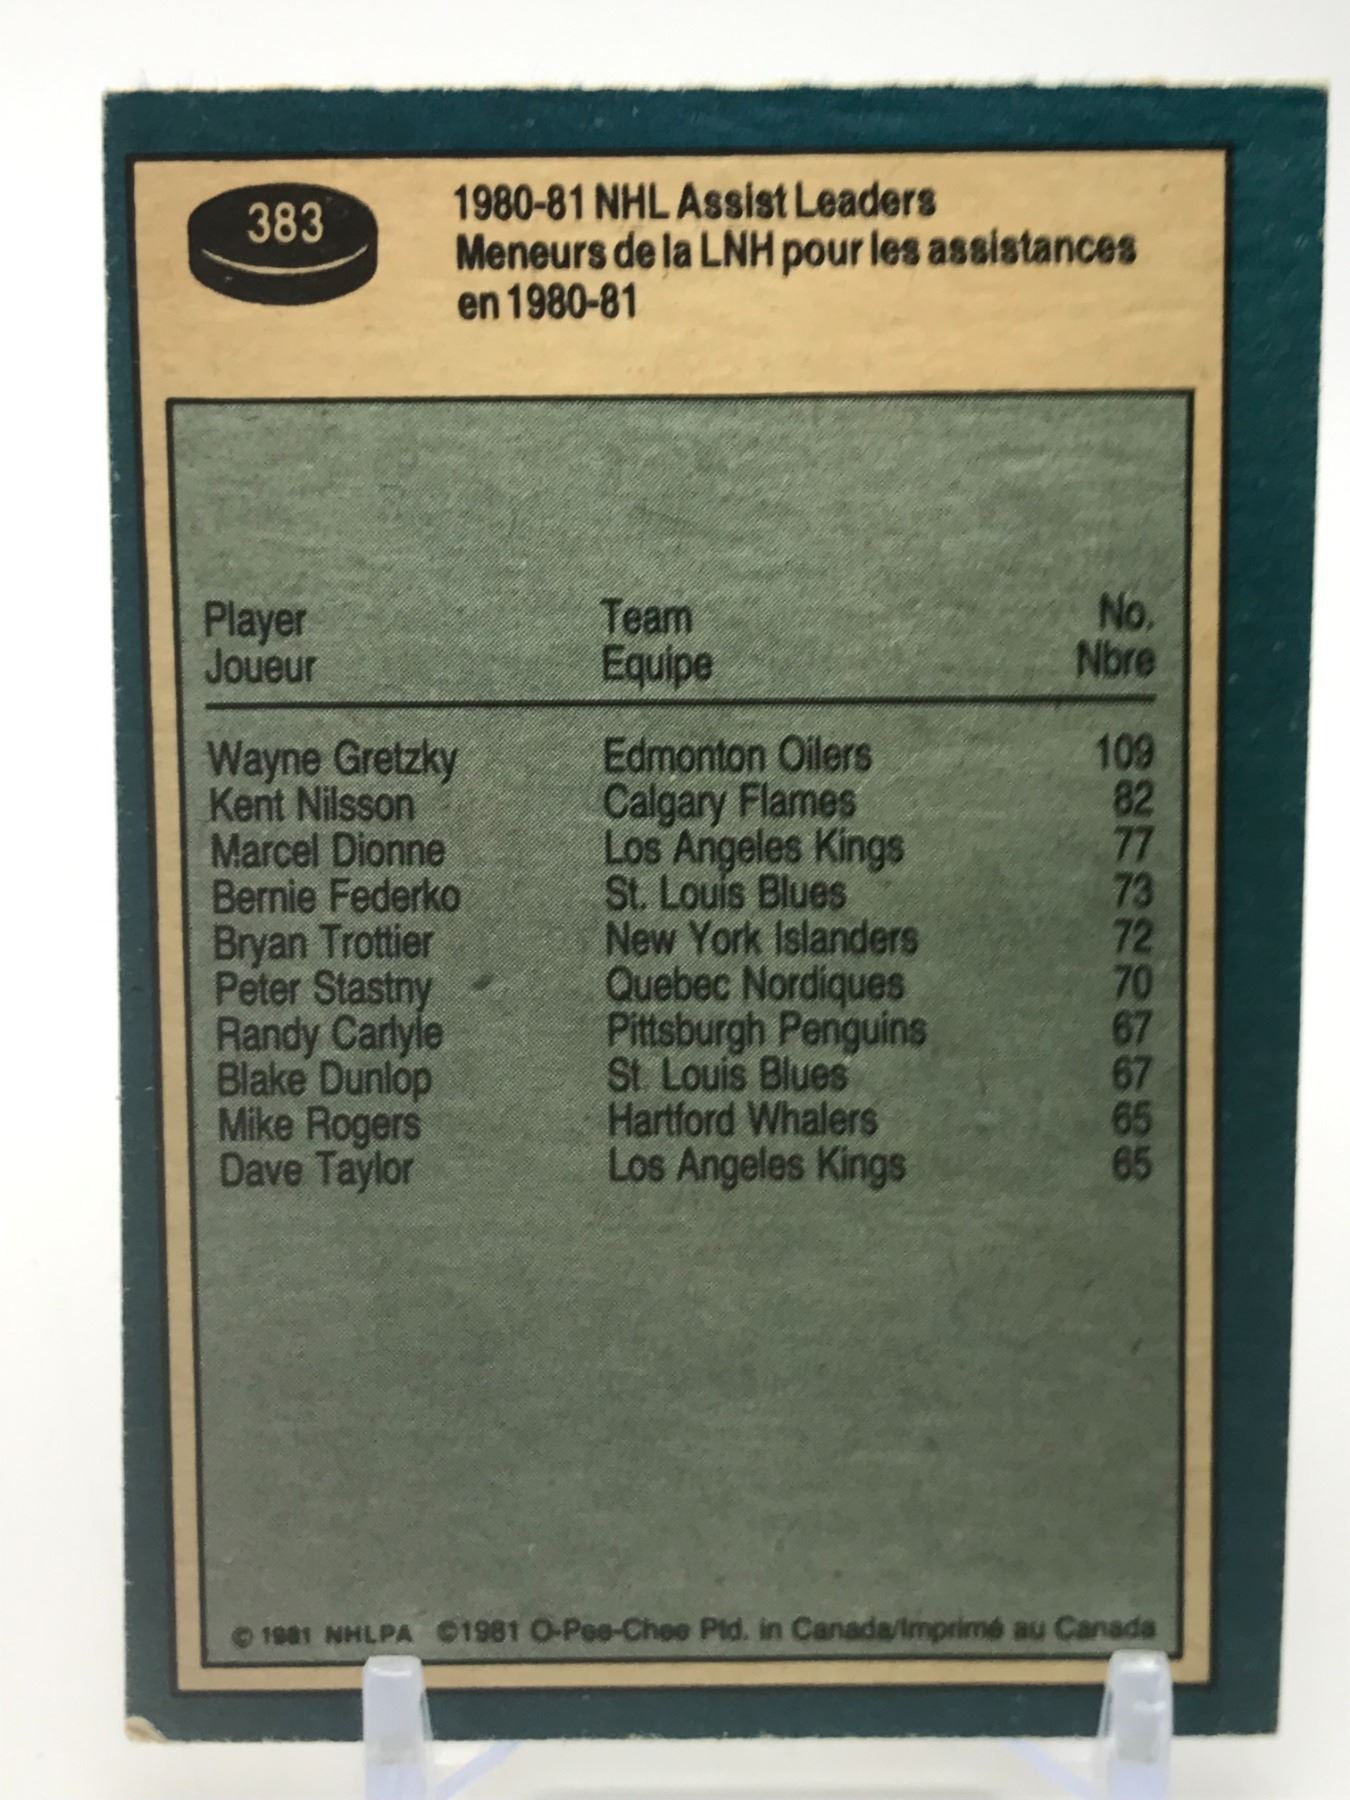 383
1980-81 NHL Assist Leaders
Meneurs de la LNH pour les assistances
en 1980-81
Player Team No.
Joueur Equipe Nbre
Wayne Gretzky Edmonton Oilers 109
Kent Nilsson Calgary Flames 82
Marcel Dionne Los Angeles Kings 77
Bernie Federko St. Louis Blues 73
Bryan Trottier New York Islanders 72
Peter Stastny Quebec Nordiques 70
Randy Carlyle Pittsburgh Penguins 67
Blake Dunlop St. Louis Blues 67
Mike Rogers Hartford Whalers 65
Dave Taylor Los Angeles Kings 65
© 1981 NHLPA ©1981 O-Pee-Chee Ptd. in Canada/Imprimé au Canada